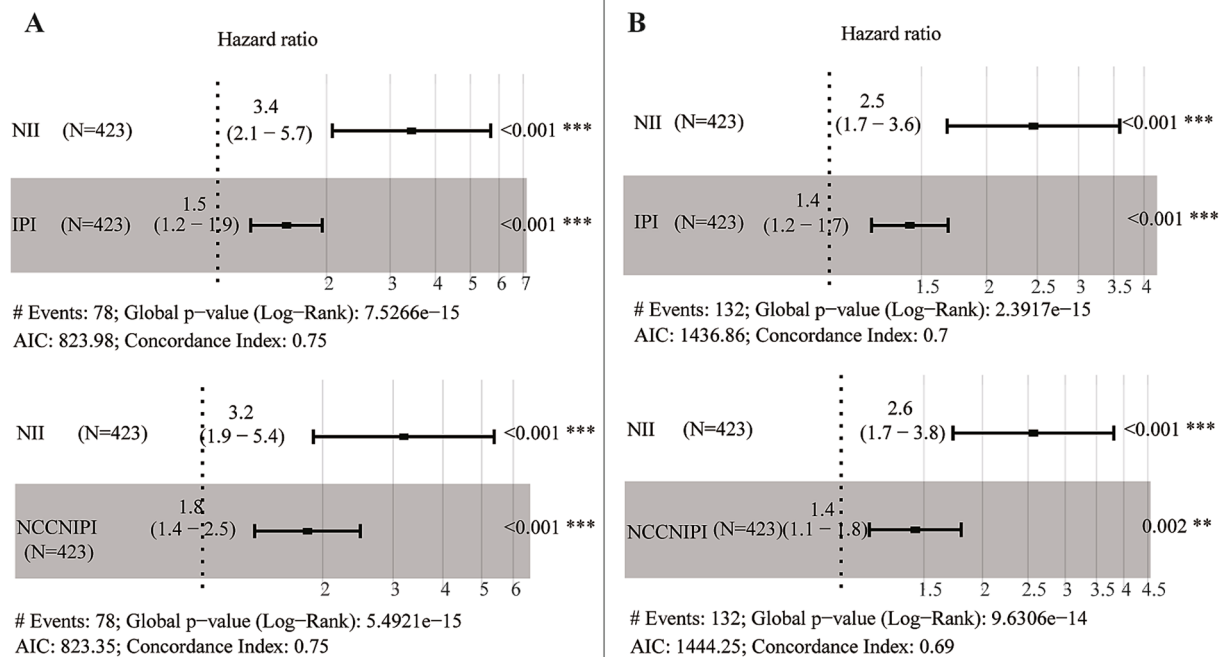 A
Hazard ratio
3.4
NII (N=423) (2.1 − 5.7) <0.001 ***
1.5
IPI (N=423) (1.2 − 1.9) <0.001 ***
2 3 4 5 6 7
# Events: 78; Global p−value (Log−Rank): 7.5266e−15
AIC: 823.98; Concordance Index: 0.75
3.2
NII (N=423) (1.9 − 5.4) <0.001 ***
1.8
NCCNIPI (1.4 − 2.5) <0.001 ***
(N=423)
2 3 4 5 6
# Events: 78; Global p−value (Log−Rank): 5.4921e−15
AIC: 823.35; Concordance Index: 0.75
B
Hazard ratio
2.5
NII (N=423) (1.7 − 3.6) <0.001 ***
1.4
IPI (N=423) (1.2 − 1.7) <0.001 ***
1.5 2 2.5 3 3.5 4
# Events: 132; Global p−value (Log−Rank): 2.3917e−15
AIC: 1436.86; Concordance Index: 0.7
2.6
NII (N=423) (1.7 − 3.8) <0.001 ***
1.4
NCCNIPI (N=423)(1.1 − 1.8) 0.002 **
1.5 2 2.5 3 3.5 4 4.5
# Events: 132; Global p−value (Log−Rank): 9.6306e−14
AIC: 1444.25; Concordance Index: 0.69